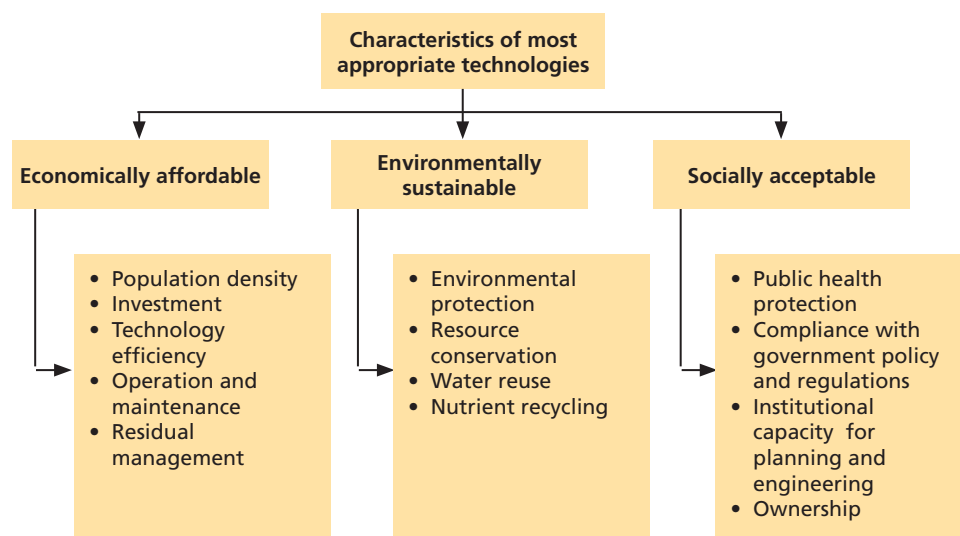 Characteristics of most
appropriate technologies
Economically affordable
Environmentally
sustainable
Socially acceptable
• Population density
• Investment
• Technology
efficiency
• Operation and
maintenance
• Residual
management
• Environmental
protection
• Resource
conservation
• Water reuse
• Nutrient recycling
• Public health
protection
• Compliance with
government policy
and regulations
• Institutional
capacity for
planning and
engineering
• Ownership